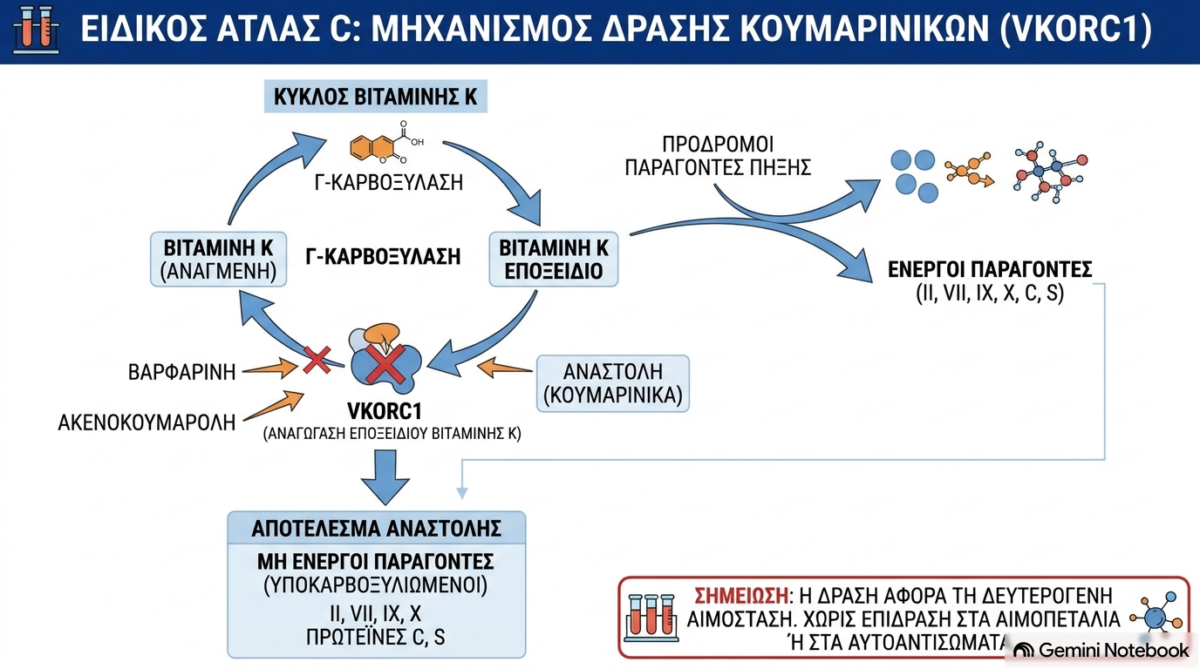 ΕΙΔΙΚΟΣ ΑΤΛΑΣ C: ΜΗΧΑΝΙΣΜΟΣ ΔΡΑΣΗΣ ΚΟΥΜΑΡΙΝΙΚΩΝ (VKORC1)
ΚΥΚΛΟΣ ΒΙΤΑΜΙΝΗΣ Κ
O
OH
O
O
Γ-ΚΑΡΒΟΞΥΛΑΣΗ
ΠΡΟΔΡΟΜΟΙ
ΠΑΡΑΓΟΝΤΕΣ ΠΗΞΗΣ
ΒΙΤΑΜΙΝΗ Κ
(ΑΝΑΓΜΕΝΗ)
Γ-ΚΑΡΒΟΞΥΛΑΣΗ
ΒΙΤΑΜΙΝΗ Κ
ΕΠΟΞΕΙΔΙΟ
ΕΝΕΡΓΟΙ ΠΑΡΑΓΟΝΤΕΣ
(II, VII, IX, X, C, S)
ΒΑΡΦΑΡΙΝΗ
ΑΚΕΝΟΚΟΥΜΑΡΟΛΗ
VKORC1
(ΑΝΑΓΩΓΑΣΗ ΕΠΟΞΕΙΔΙΟΥ ΒΙΤΑΜΙΝΗΣ Κ)
ΑΝΑΣΤΟΛΗ
(ΚΟΥΜΑΡΙΝΙΚΑ)
ΑΠΟΤΕΛΕΣΜΑ ΑΝΑΣΤΟΛΗΣ
ΜΗ ΕΝΕΡΓΟΙ ΠΑΡΑΓΟΝΤΕΣ
(ΥΠΟΚΑΡΒΟΞΥΛΙΩΜΕΝΟΙ)
II, VII, IX, X
ΠΡΩΤΕΪΝΕΣ C, S
ΣΗΜΕΙΩΣΗ: Η ΔΡΑΣΗ ΑΦΟΡΑ ΤΗ ΔΕΥΤΕΡΟΓΕΝΗ
ΑΙΜΟΣΤΑΣΗ. ΧΩΡΙΣ ΕΠΙΔΡΑΣΗ ΣΤΑ ΑΙΜΟΠΕΤΑΛΙΑ
Ή ΣΤΑ ΑΥΤΟΑΝΤΙΣΩΜΑΤΑ
Gemini Notebook